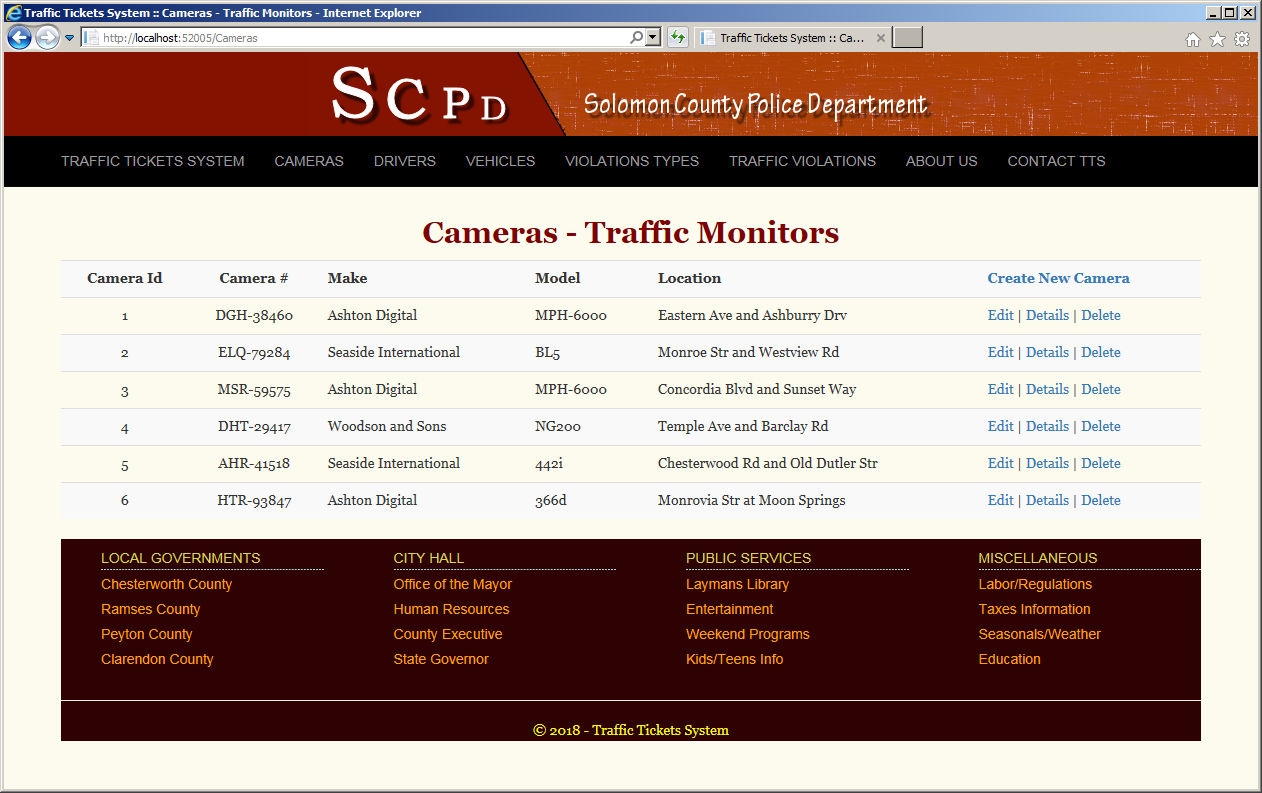 Traffic Tickets System :: Cameras - Traffic Monitors - Internet Explorer
http://localhost:52005/Cameras Traffic Tickets System :: Ca...
SCPD Solomon County Police Department
TRAFFIC TICKETS SYSTEM CAMERAS DRIVERS VEHICLES VIOLATIONS TYPES TRAFFIC VIOLATIONS ABOUT US CONTACT TTS
Cameras - Traffic Monitors
Camera Id Camera # Make Model Location Create New Camera
1 DGH-38460 Ashton Digital MPH-6000 Eastern Ave and Ashburry Drv Edit | Details | Delete
2 ELQ-79284 Seaside International BL5 Monroe Str and Westview Rd Edit | Details | Delete
3 MSR-59575 Ashton Digital MPH-6000 Concordia Blvd and Sunset Way Edit | Details | Delete
4 DHT-29417 Woodson and Sons NG200 Temple Ave and Barclay Rd Edit | Details | Delete
5 AHR-41518 Seaside International 442i Chesterwood Rd and Old Dutler Str Edit | Details | Delete
6 HTR-93847 Ashton Digital 366d Monrovia Str at Moon Springs Edit | Details | Delete
LOCAL GOVERNMENTS CITY HALL PUBLIC SERVICES MISCELLANEOUS
Chesterworth County Office of the Mayor Laymans Library Labor/Regulations
Ramses County Human Resources Entertainment Taxes Information
Peyton County County Executive Weekend Programs Seasonals/Weather
Clarendon County State Governor Kids/Teens Info Education
© 2018 - Traffic Tickets System